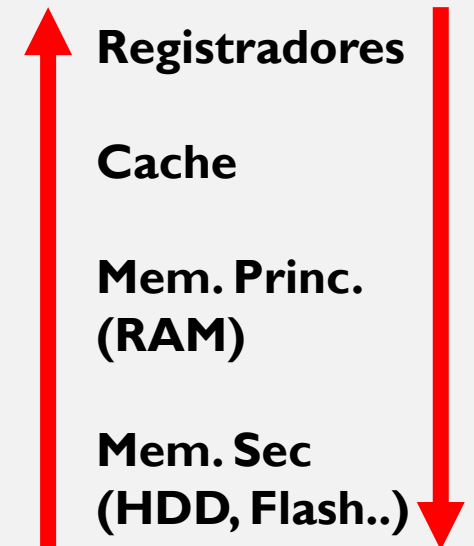 Registradores
Cache
Mem. Princ.
(RAM)
Mem. Sec
(HDD, Flash..)